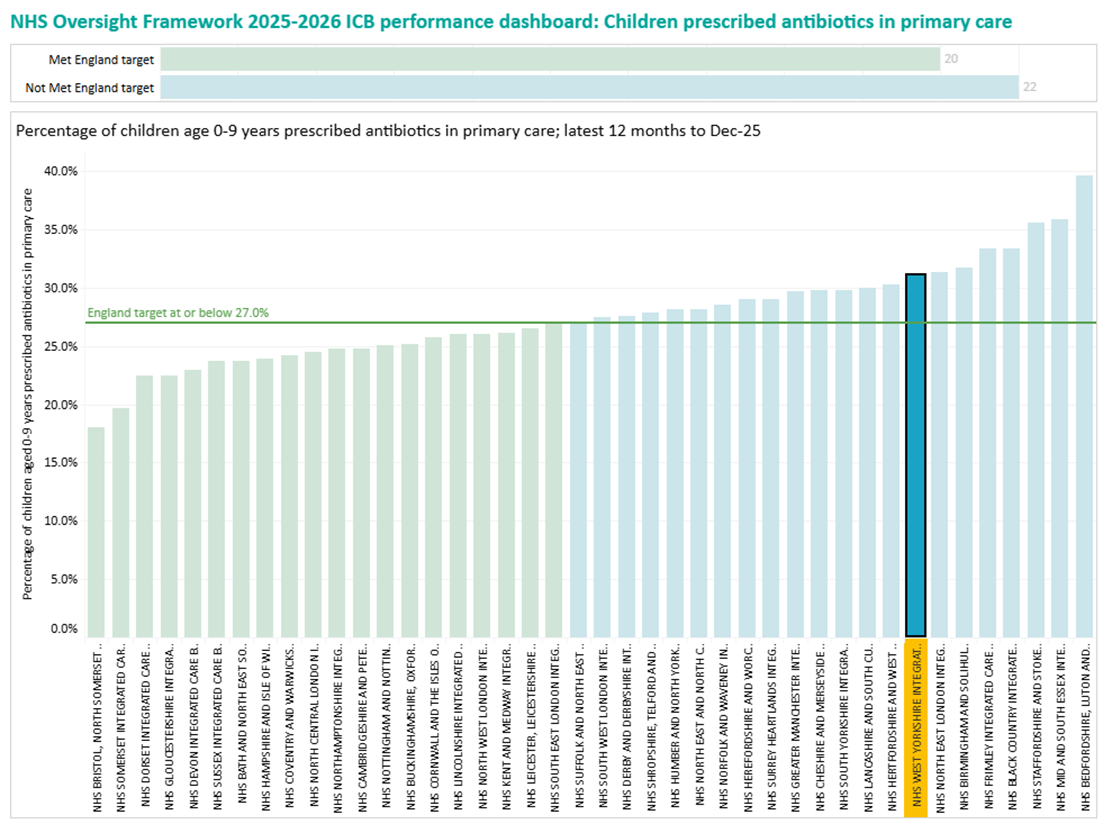 NHS Oversight Framework 2025-2026 ICB performance dashboard: Children prescribed antibiotics in primary care
Met England target
20
Not Met England target
22
Percentage of children age 0-9 years prescribed antibiotics in primary care; latest 12 months to Dec-25
Percentage of children aged 0-9 years prescribed antibiotics in primary care
40.0%
35.0%
30.0%
England target at or below 27.0%
25.0%
20.0%
15.0%
10.0%
5.0%
0.0%
NHS BRISTOL, NORTH SOMERSET ..
NHS SOMERSET INTEGRATED CAR..
NHS DORSET INTEGRATED CARE ..
NHS GLOUCESTERSHIRE INTEGRA..
NHS DEVON INTEGRATED CARE B..
NHS SUSSEX INTEGRATED CARE B..
NHS BATH AND NORTH EAST SO..
NHS HAMPSHIRE AND ISLE OF WI..
NHS COVENTRY AND WARWICKS..
NHS NORTH CENTRAL LONDON I..
NHS NORTHAMPTONSHIRE INTEG..
NHS CAMBRIDGESHIRE AND PETE..
NHS NOTTINGHAM AND NOTTIN..
NHS BUCKINGHAMSHIRE, OXFOR..
NHS CORNWALL AND THE ISLES O..
NHS LINCOLNSHIRE INTEGRATED ..
NHS NORTH WEST LONDON INTE..
NHS KENT AND MEDWAY INTEGR..
NHS LEICESTER, LEICESTERSHIRE ..
NHS SOUTH EAST LONDON INTEG..
NHS SUFFOLK AND NORTH EAST ..
NHS SOUTH WEST LONDON INTE..
NHS DERBY AND DERBYSHIRE INT..
NHS SHROPSHIRE, TELFORD AND ..
NHS HUMBER AND NORTH YORK..
NHS NORTH EAST AND NORTH C..
NHS NORFOLK AND WAVENEY IN..
NHS HEREFORDSHIRE AND WORC..
NHS SURREY HEARTLANDS INTEG..
NHS GREATER MANCHESTER INTE..
NHS CHESHIRE AND MERSEYSIDE ..
NHS SOUTH YORKSHIRE INTEGRA..
NHS LANCASHIRE AND SOUTH CU..
NHS HERTFORDSHIRE AND WEST ..
NHS WEST YORKSHIRE INTEGRAT..
NHS NORTH EAST LONDON INTEG..
NHS BIRMINGHAM AND SOLIHUL..
NHS FRIMLEY INTEGRATED CARE ..
NHS BLACK COUNTRY INTEGRATE..
NHS STAFFORDSHIRE AND STOKE..
NHS MID AND SOUTH ESSEX INTE..
NHS BEDFORDSHIRE, LUTON AND..